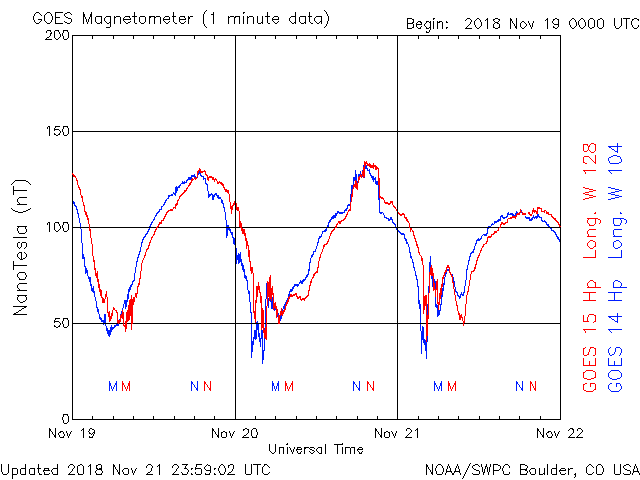 GOES Magnetometer (1 minute data)
Begin: 2018 Nov 19 0000 UTC
200
150
100
50
0
NanoTesla (nT)
M M N N M M N N M M N N
Nov 19 Nov 20 Nov 21 Nov 22
Universal Time
GOES 15 Hp Long. W 128
GOES 14 Hp Long. W 104
Updated 2018 Nov 21 23:59:02 UTC
NOAA/SWPC Boulder, CO USA